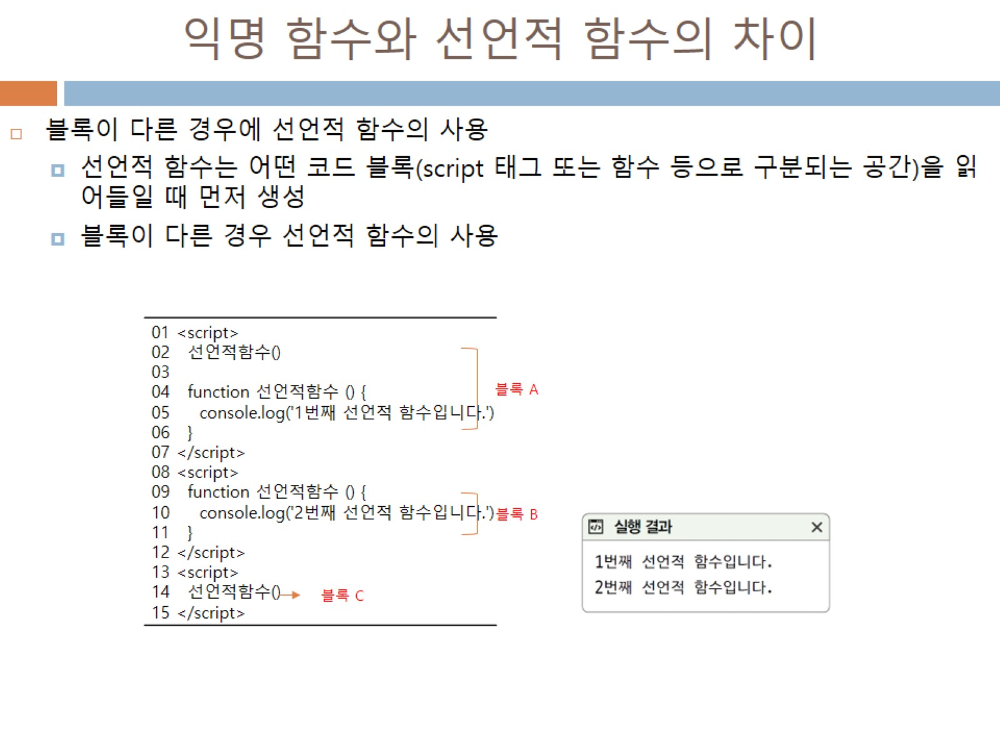 익명 함수와 선언적 함수의 차이
블록이 다른 경우에 선언적 함수의 사용
선언적 함수는 어떤 코드 블록(script 태그 또는 함수 등으로 구분되는 공간)을 읽
어들일 때 먼저 생성
블록이 다른 경우 선언적 함수의 사용
01 <script>
02 선언적함수()
03
04 function 선언적함수 () {
05 console.log('1번째 선언적 함수입니다.')
06 }
07 </script>
08 <script>
09 function 선언적함수 () {
10 console.log('2번째 선언적 함수입니다.')
11 }
12 </script>
13 <script>
14 선언적함수()
15 </script>
블록 A
블록 B
블록 C
실행 결과
1번째 선언적 함수입니다.
2번째 선언적 함수입니다.